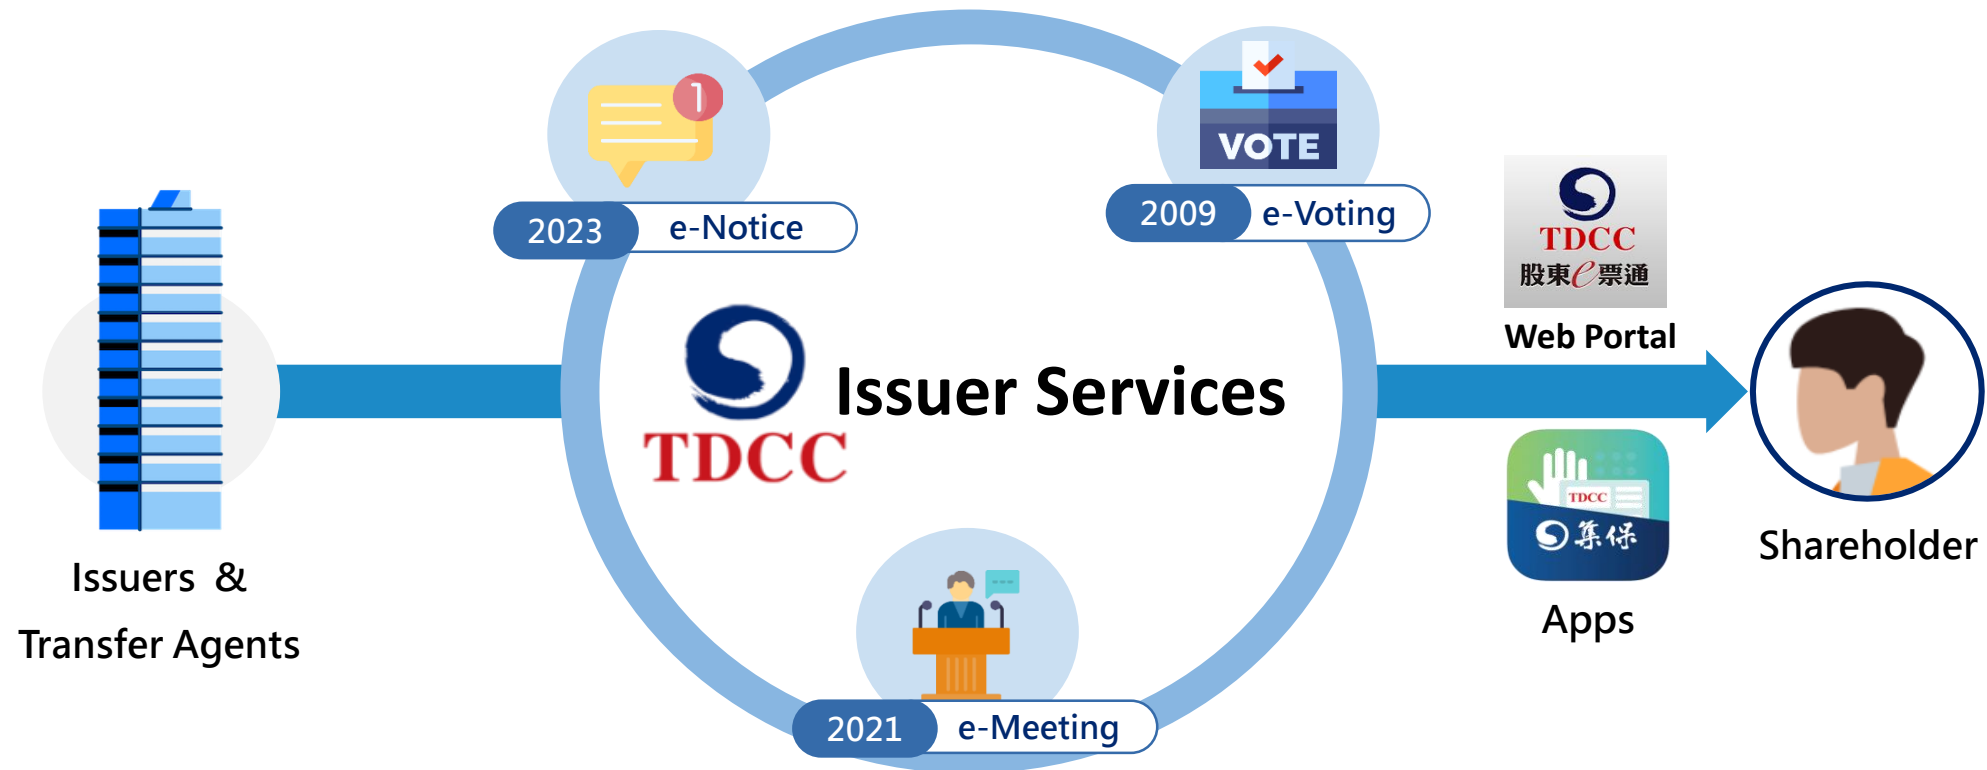 1
2023 e-Notice
VOTE
2009 e-Voting
TDCC
股東e票通
Web Portal
TDCC
Issuer Services
TDCC
集保
Apps
Shareholder
Issuers &
Transfer Agents
2021 e-Meeting